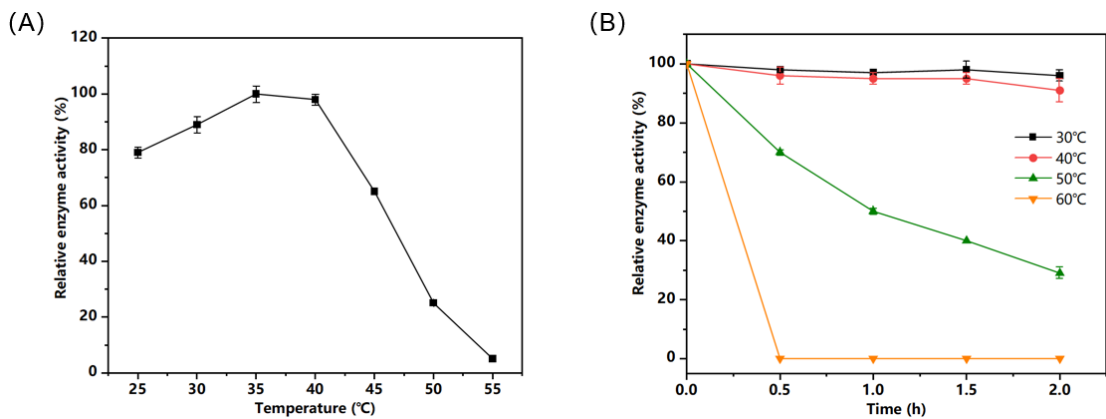 (A)
120
100
80
60
40
20
0
Relative enzyme activity (%)
25 30 35 40 45 50 55
Temperature (℃)
(B)
100
80
60
40
20
0
Relative enzyme activity (%)
30℃
40℃
50℃
60℃
0.0 0.5 1.0 1.5 2.0
Time (h)